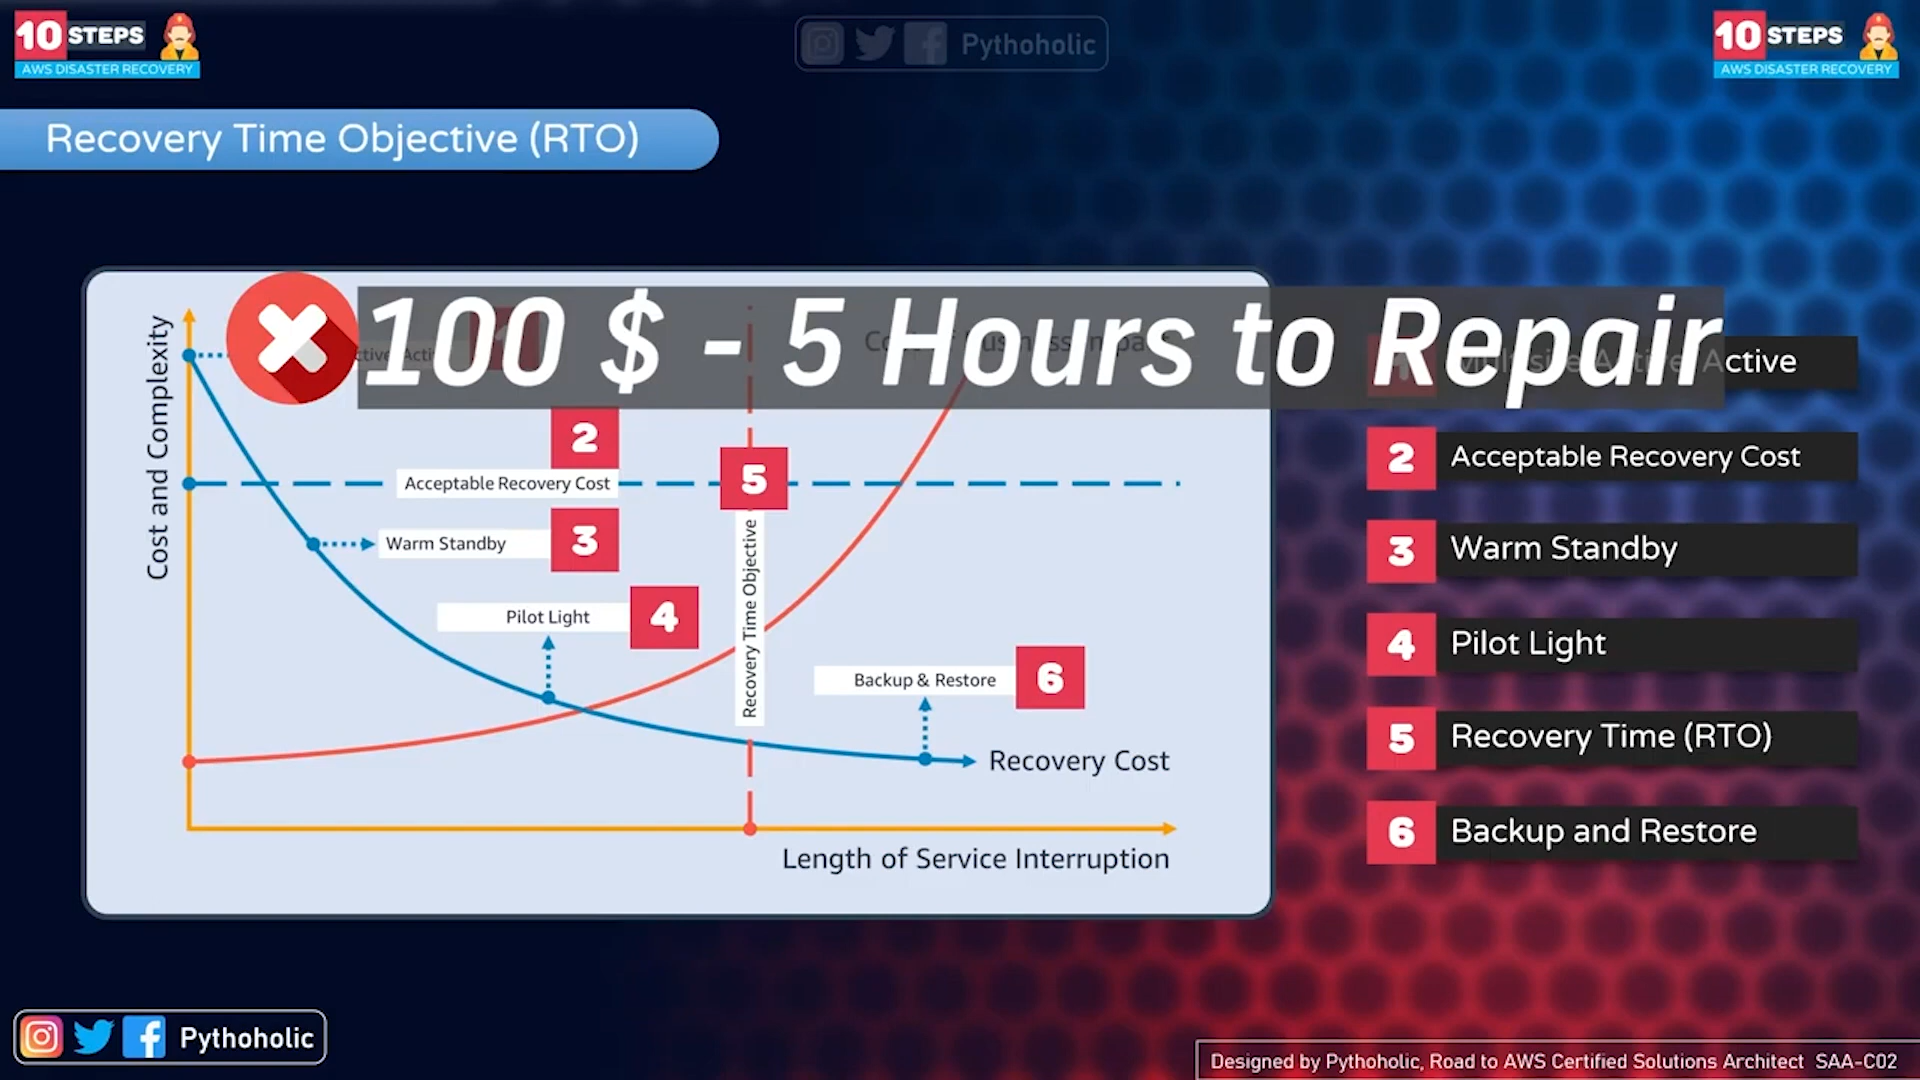 10 STEPS
AWS DISASTER RECOVERY
Pythoholic
10 STEPS
AWS DISASTER RECOVERY
Recovery Time Objective (RTO)
100 $ - 5 Hours to Repair
Cost and Complexity
Active
2
Acceptable Recovery Cost
5
Warm Standby
3
Recovery Time Objective
Pilot Light
4
Backup & Restore
6
Recovery Cost
Length of Service Interruption
2 Acceptable Recovery Cost
3 Warm Standby
4 Pilot Light
5 Recovery Time (RTO)
6 Backup and Restore
Pythoholic
Designed by Pythoholic, Road to AWS Certified Solutions Architect SAA-C02